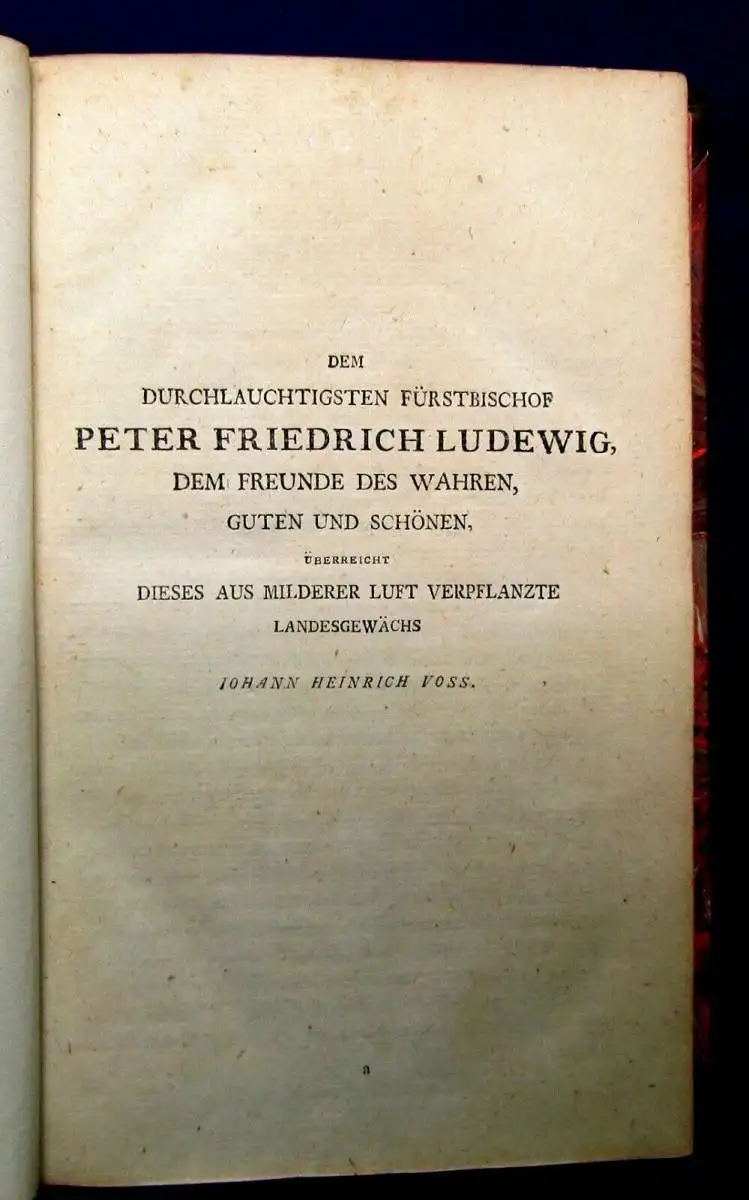 DEM
DURCHLAUCHTIGSTEN FÜRSTBISCHOF
PETER FRIEDRICH LUDEWIG,
DEM FREUNDE DES WAHREN,
GUTEN UND SCHÖNEN,
ÜBERREICHT
DIESES AUS MILDERER LUFT VERPFLANZTE
LANDESGEWÄCHS
IOHANN HEINRICH VOSS.
a